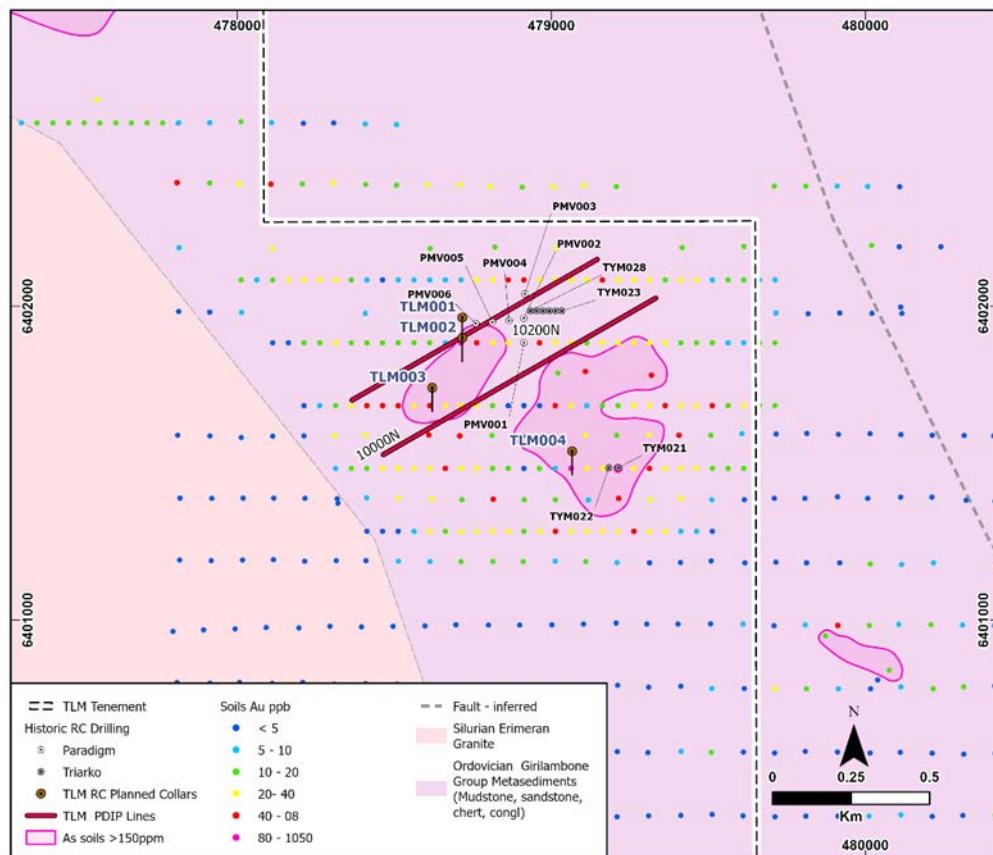 478000 479000 480000
PMV003
PMV002
PMV004
PMV005
TYM028
PMV006
TYM023
TLM001
6402000
6402000
TLM002
10200N
TLM003
PMV001
10000N
TLM004
TYM021
TYM022
6401000
6401000
TLM Tenement
Historic RC Drilling
Paradigm
Triarko
TLM RC Planned Collars
TLM PDIP Lines
As soils >150ppm
Soils Au ppb
< 5
5 - 10
10 - 20
20- 40
40 - 08
80 - 1050
Fault - inferred
Silurian Erimeran
Granite
Ordovician Girilambone
Group Metasediments
(Mudstone, sandstone,
chert, congl)
N
0 0.25 0.5
Km
480000